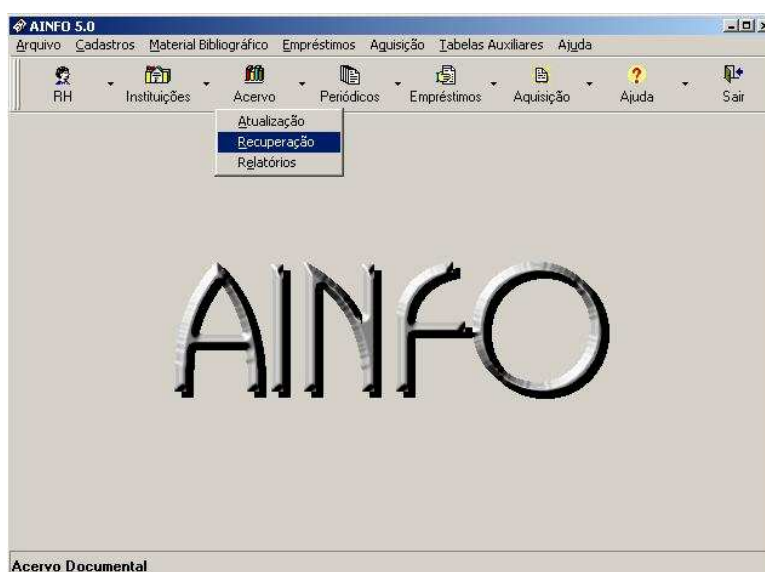 AINFO 5.0
Arquivo Cadastros Material Bibliográfico Empréstimos Aquisição Tabelas Auxiliares Ajuda
RH Instituições Acervo Periódicos Empréstimos Aquisição Ajuda Sair
Atualização
Recuperação
Relatórios
AINFO
Acervo Documental